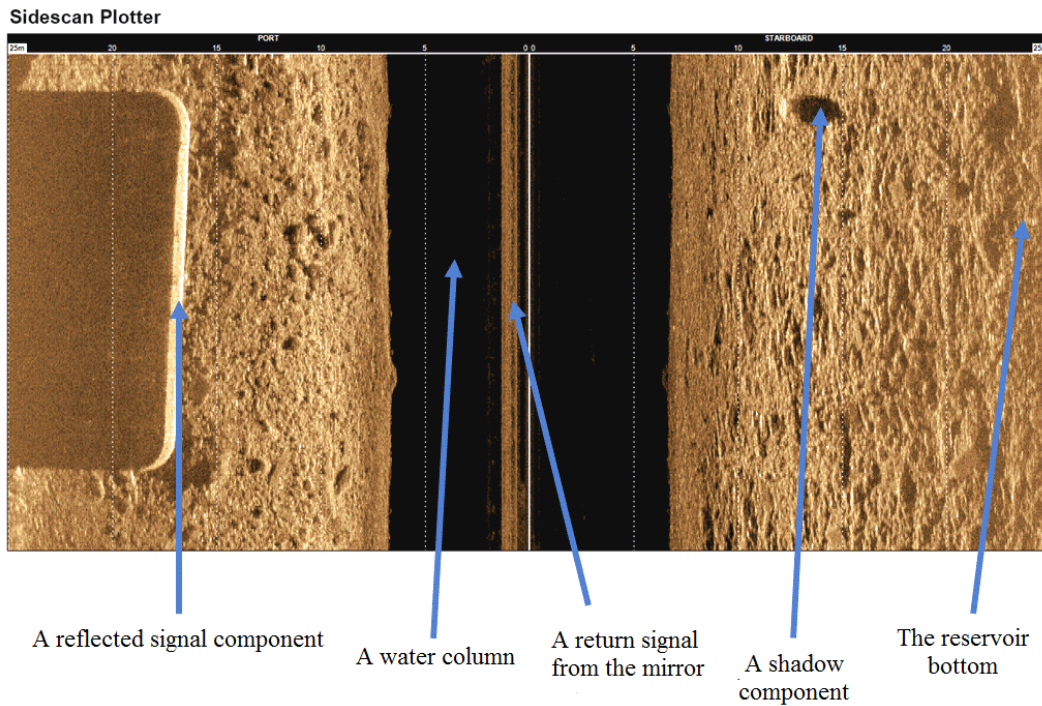 Sidescan Plotter
PORT STARBOARD
25m 20 15 10 5 0 0 5 10 15 20 25
A reflected signal component
A water column
A return signal
from the mirror
A shadow
component
The reservoir
bottom